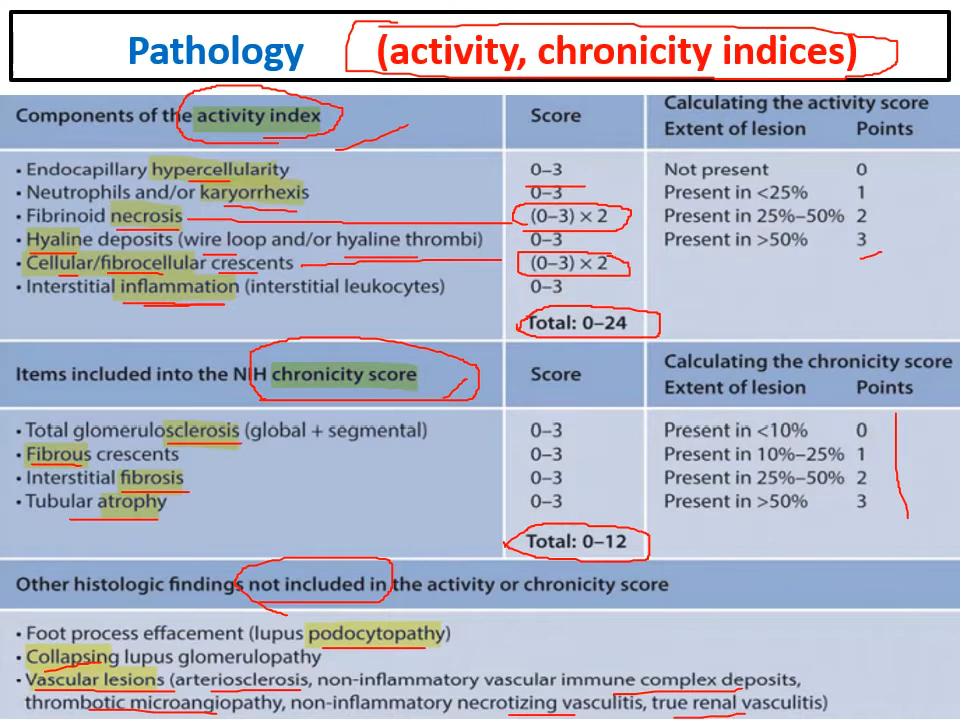 Pathology (activity, chronicity indices)
Components of the activity index Score Calculating the activity score
Extent of lesion Points
• Endocapillary hypercellularity 0–3 Not present 0
• Neutrophils and/or karyorrhexis 0–3 Present in <25% 1
• Fibrinoid necrosis (0–3) × 2 Present in 25%–50% 2
• Hyaline deposits (wire loop and/or hyaline thrombi) 0–3 Present in >50% 3
• Cellular/fibrocellular crescents (0–3) × 2
• Interstitial inflammation (interstitial leukocytes) 0–3
Total: 0–24
Items included into the NIH chronicity score Score Calculating the chronicity score
Extent of lesion Points
• Total glomerulosclerosis (global + segmental) 0–3 Present in <10% 0
• Fibrous crescents 0–3 Present in 10%–25% 1
• Interstitial fibrosis 0–3 Present in 25%–50% 2
• Tubular atrophy 0–3 Present in >50% 3
Total: 0–12
Other histologic findings not included in the activity or chronicity score
• Foot process effacement (lupus podocytopathy)
• Collapsing lupus glomerulopathy
• Vascular lesions (arteriosclerosis, non-inflammatory vascular immune complex deposits,
thrombotic microangiopathy, non-inflammatory necrotizing vasculitis, true renal vasculitis)